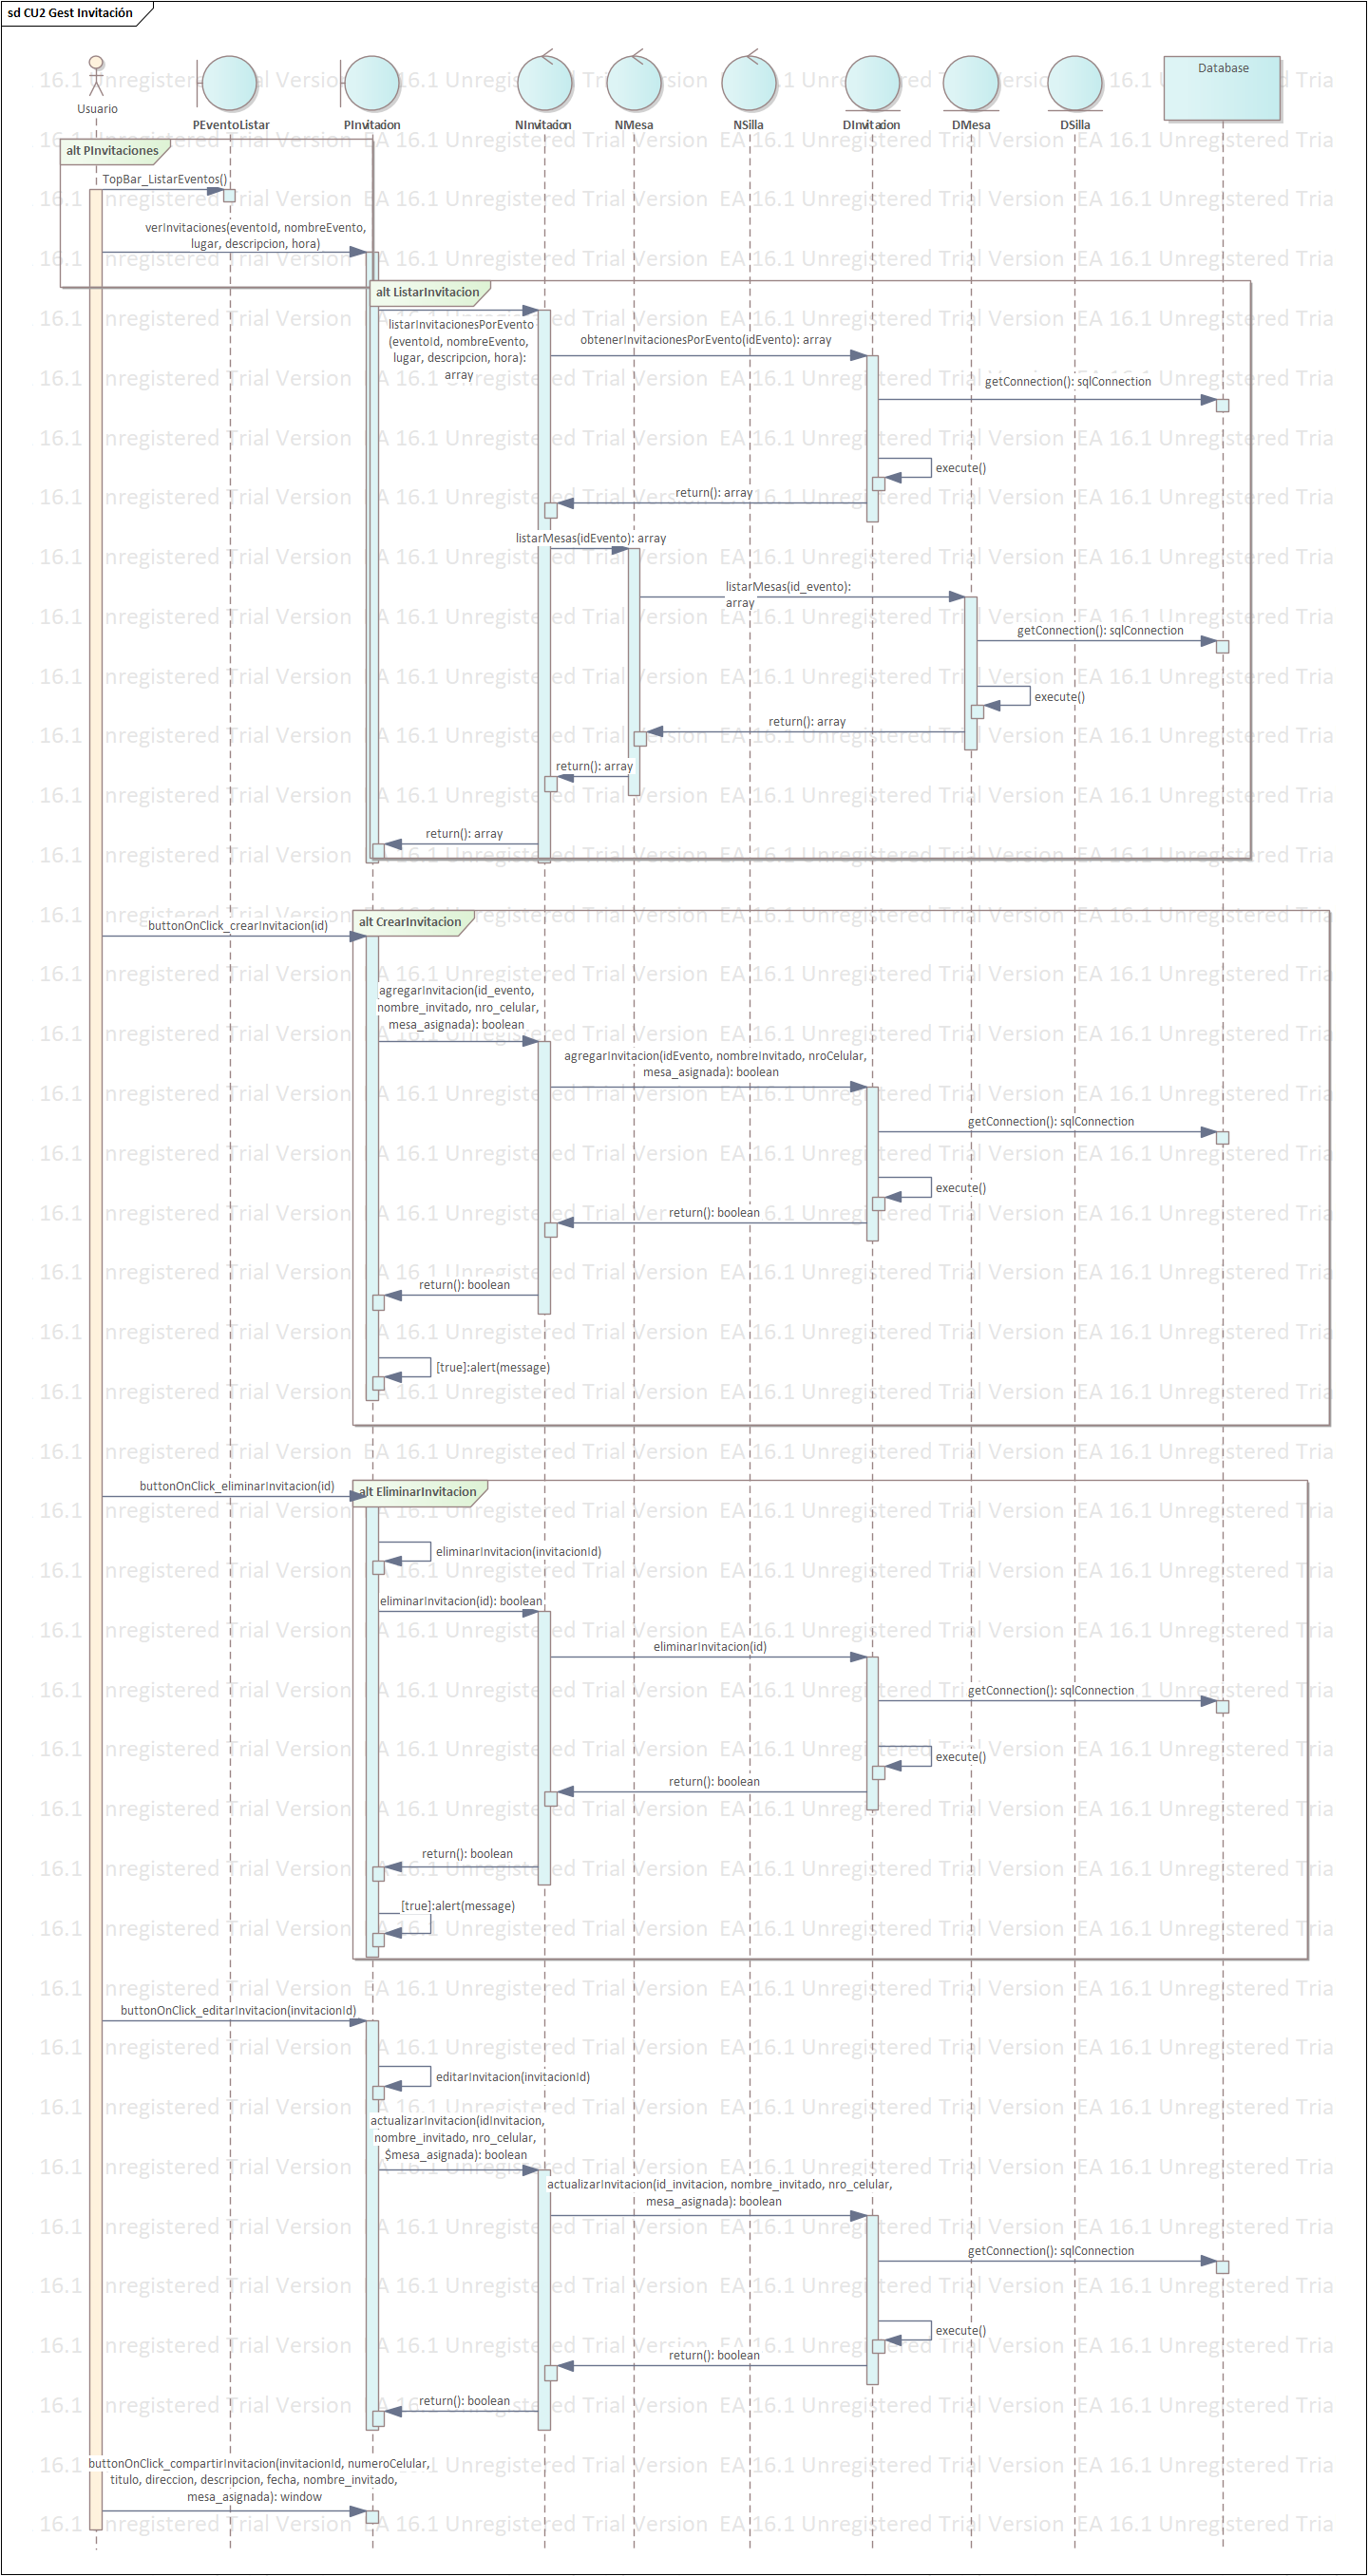 sd CU2 Gest Invitación
Usuario
PEventoListar
PInvitacion
NInvitacion
NMesa
NSilla
DInvitacion
DMesa
DSilla
Database
alt PInvitaciones
TopBar_ListarEventos()
verInvitaciones(eventoId, nombreEvento,
lugar, descripcion, hora)
alt ListarInvitacion
listarInvitacionesPorEvento
(eventoId, nombreEvento,
lugar, descripcion, hora):
array
obtenerInvitacionesPorEvento(idEvento): array
getConnection(): sqlConnection
execute()
return(): array
listarMesas(idEvento): array
listarMesas(id_evento):
array
getConnection(): sqlConnection
execute()
return(): array
return(): array
return(): array
alt CrearInvitacion
buttonOnClick_crearInvitacion(id)
agregarInvitacion(id_evento,
nombre_invitado, nro_celular,
mesa_asignada): boolean
agregarInvitacion(idEvento, nombreInvitado, nroCelular,
mesa_asignada): boolean
getConnection(): sqlConnection
execute()
return(): boolean
return(): boolean
[true]:alert(message)
buttonOnClick_eliminarInvitacion(id)
alt EliminarInvitacion
eliminarInvitacion(invitacionId)
eliminarInvitacion(id): boolean
eliminarInvitacion(id)
getConnection(): sqlConnection
execute()
return(): boolean
return(): boolean
[true]:alert(message)
buttonOnClick_editarInvitacion(invitacionId)
editarInvitacion(invitacionId)
actualizarInvitacion(idInvitacion,
nombre_invitado, nro_celular,
$mesa_asignada): boolean
actualizarInvitacion(id_invitacion, nombre_invitado, nro_celular,
mesa_asignada): boolean
getConnection(): sqlConnection
execute()
return(): boolean
return(): boolean
buttonOnClick_compartirInvitacion(invitacionId, numeroCelular,
titulo, direccion, descripcion, fecha, nombre_invitado,
mesa_asignada): window